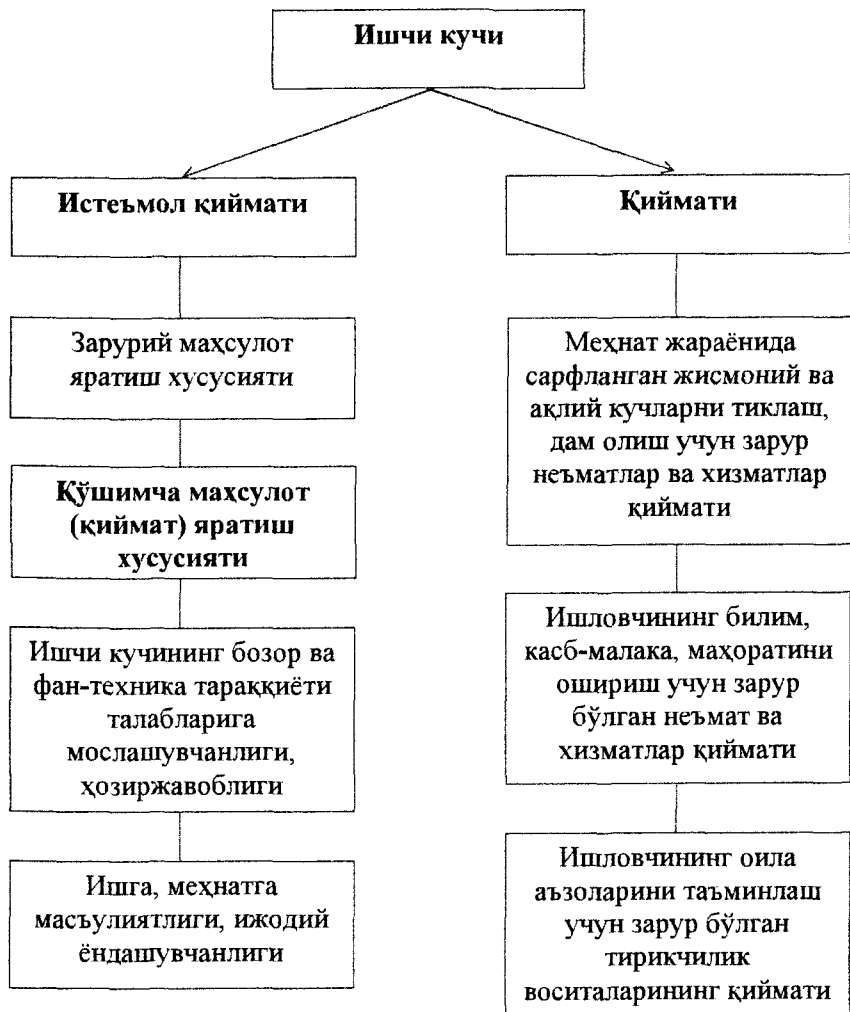 Ишчи кучи
Истеъмол қиймати
Зарурий маҳсулот
яратиш хусусияти
Қўшимча маҳсулот
(қиймат) яратиш
хусусияти
Ишчи кучининг бозор ва
фан-техника тараққиёти
талабларига
мослашувчанлиги,
ҳозиржавоблиги
Ишга, меҳнатга
масъулиятлиги, ижодий
ёндашувчанлиги
Қиймати
Меҳнат жараёнида
сарфланган жисмоний ва
ақлий кучларни тиклаш,
дам олиш учун зарур
неъматлар ва хизматлар
қиймати
Ишловчининг билим,
касб-малака, маҳоратини
ошириш учун зарур
бўлган неъмат ва
хизматлар қиймати
Ишловчининг оила
аъзоларини таъминлаш
учун зарур бўлган
тирикчилик
воситаларининг қиймати